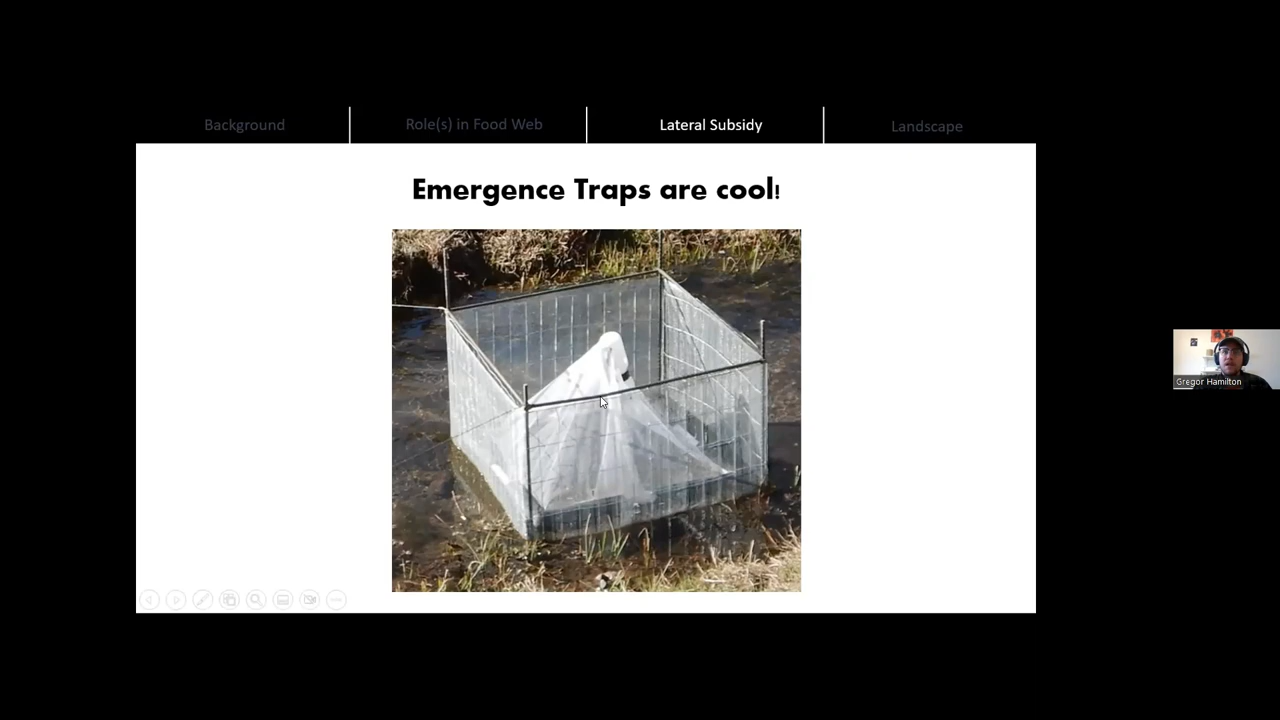 Background
Role(s) in Food Web
Lateral Subsidy
Landscape
Emergence Traps are cool!
Gregor Hamilton